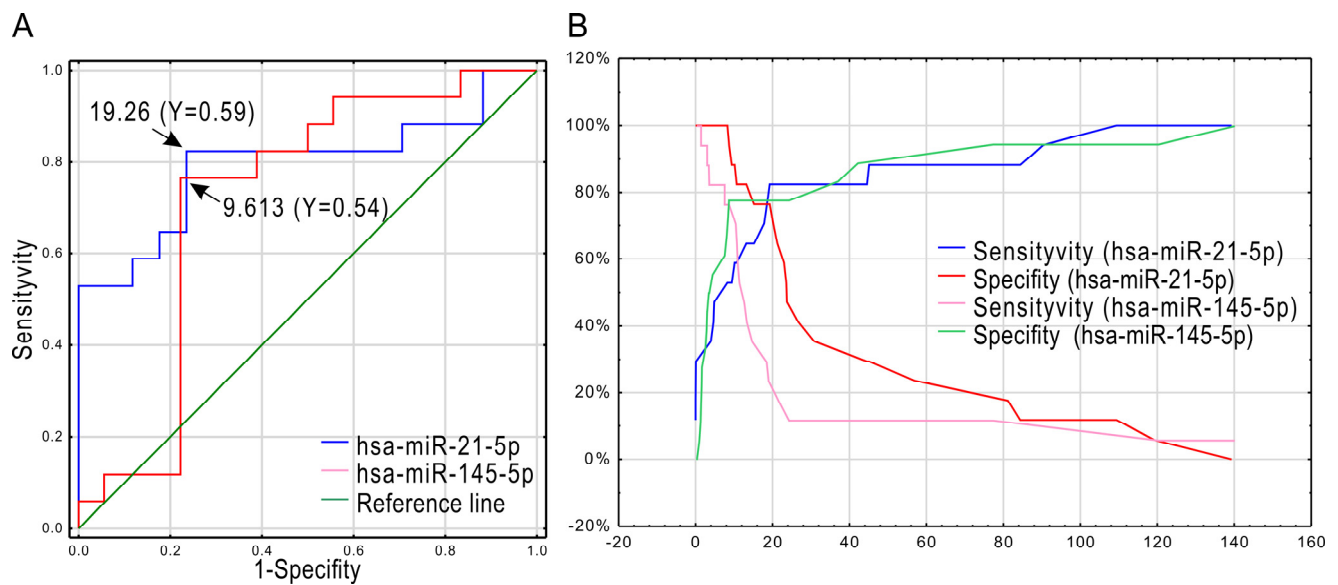 A
1.0
0.8
0.6
0.4
0.2
0.0
Sensityvity
19.26 (Y=0.59)
9.613 (Y=0.54)
hsa-miR-21-5p
hsa-miR-145-5p
Reference line
0.0 0.2 0.4 0.6 0.8 1.0
1-Specifity
B
120%
100%
80%
60%
40%
20%
0%
-20%
Sensityvity (hsa-miR-21-5p)
Specifity (hsa-miR-21-5p)
Sensityvity (hsa-miR-145-5p)
Specifity (hsa-miR-145-5p)
-20 0 20 40 60 80 100 120 140 160